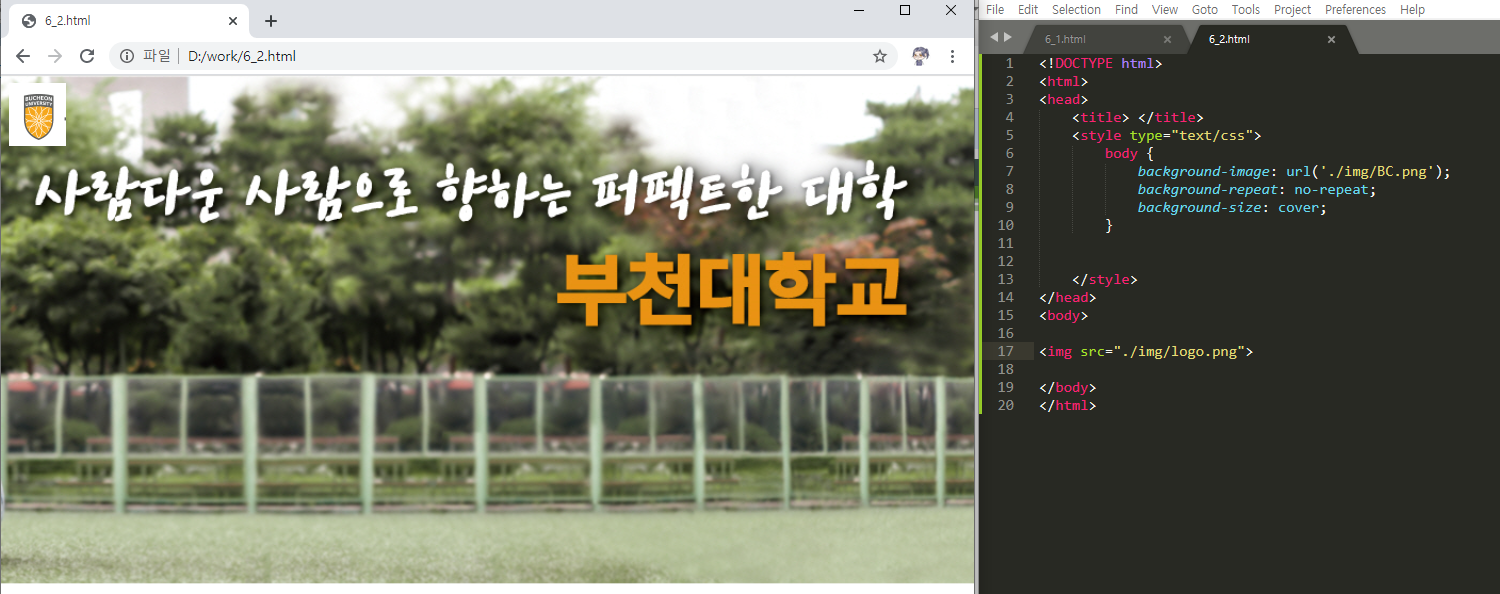 6_2.html
파일 D:/work/6_2.html
BUCHEON
UNIVERSITY
사람다운 사람으로 향하는 퍼펙트한 대학
부천대학교
File Edit Selection Find View Goto Tools Project Preferences Help
6_1.html 6_2.html
1 <!DOCTYPE html>
2 <html>
3 <head>
4 <title> </title>
5 <style type="text/css">
6 body {
7 background-image: url('./img/BC.png');
8 background-repeat: no-repeat;
9 background-size: cover;
10 }
11
12
13 </style>
14 </head>
15 <body>
16
17 <img src="./img/logo.png">
18
19 </body>
20 </html>